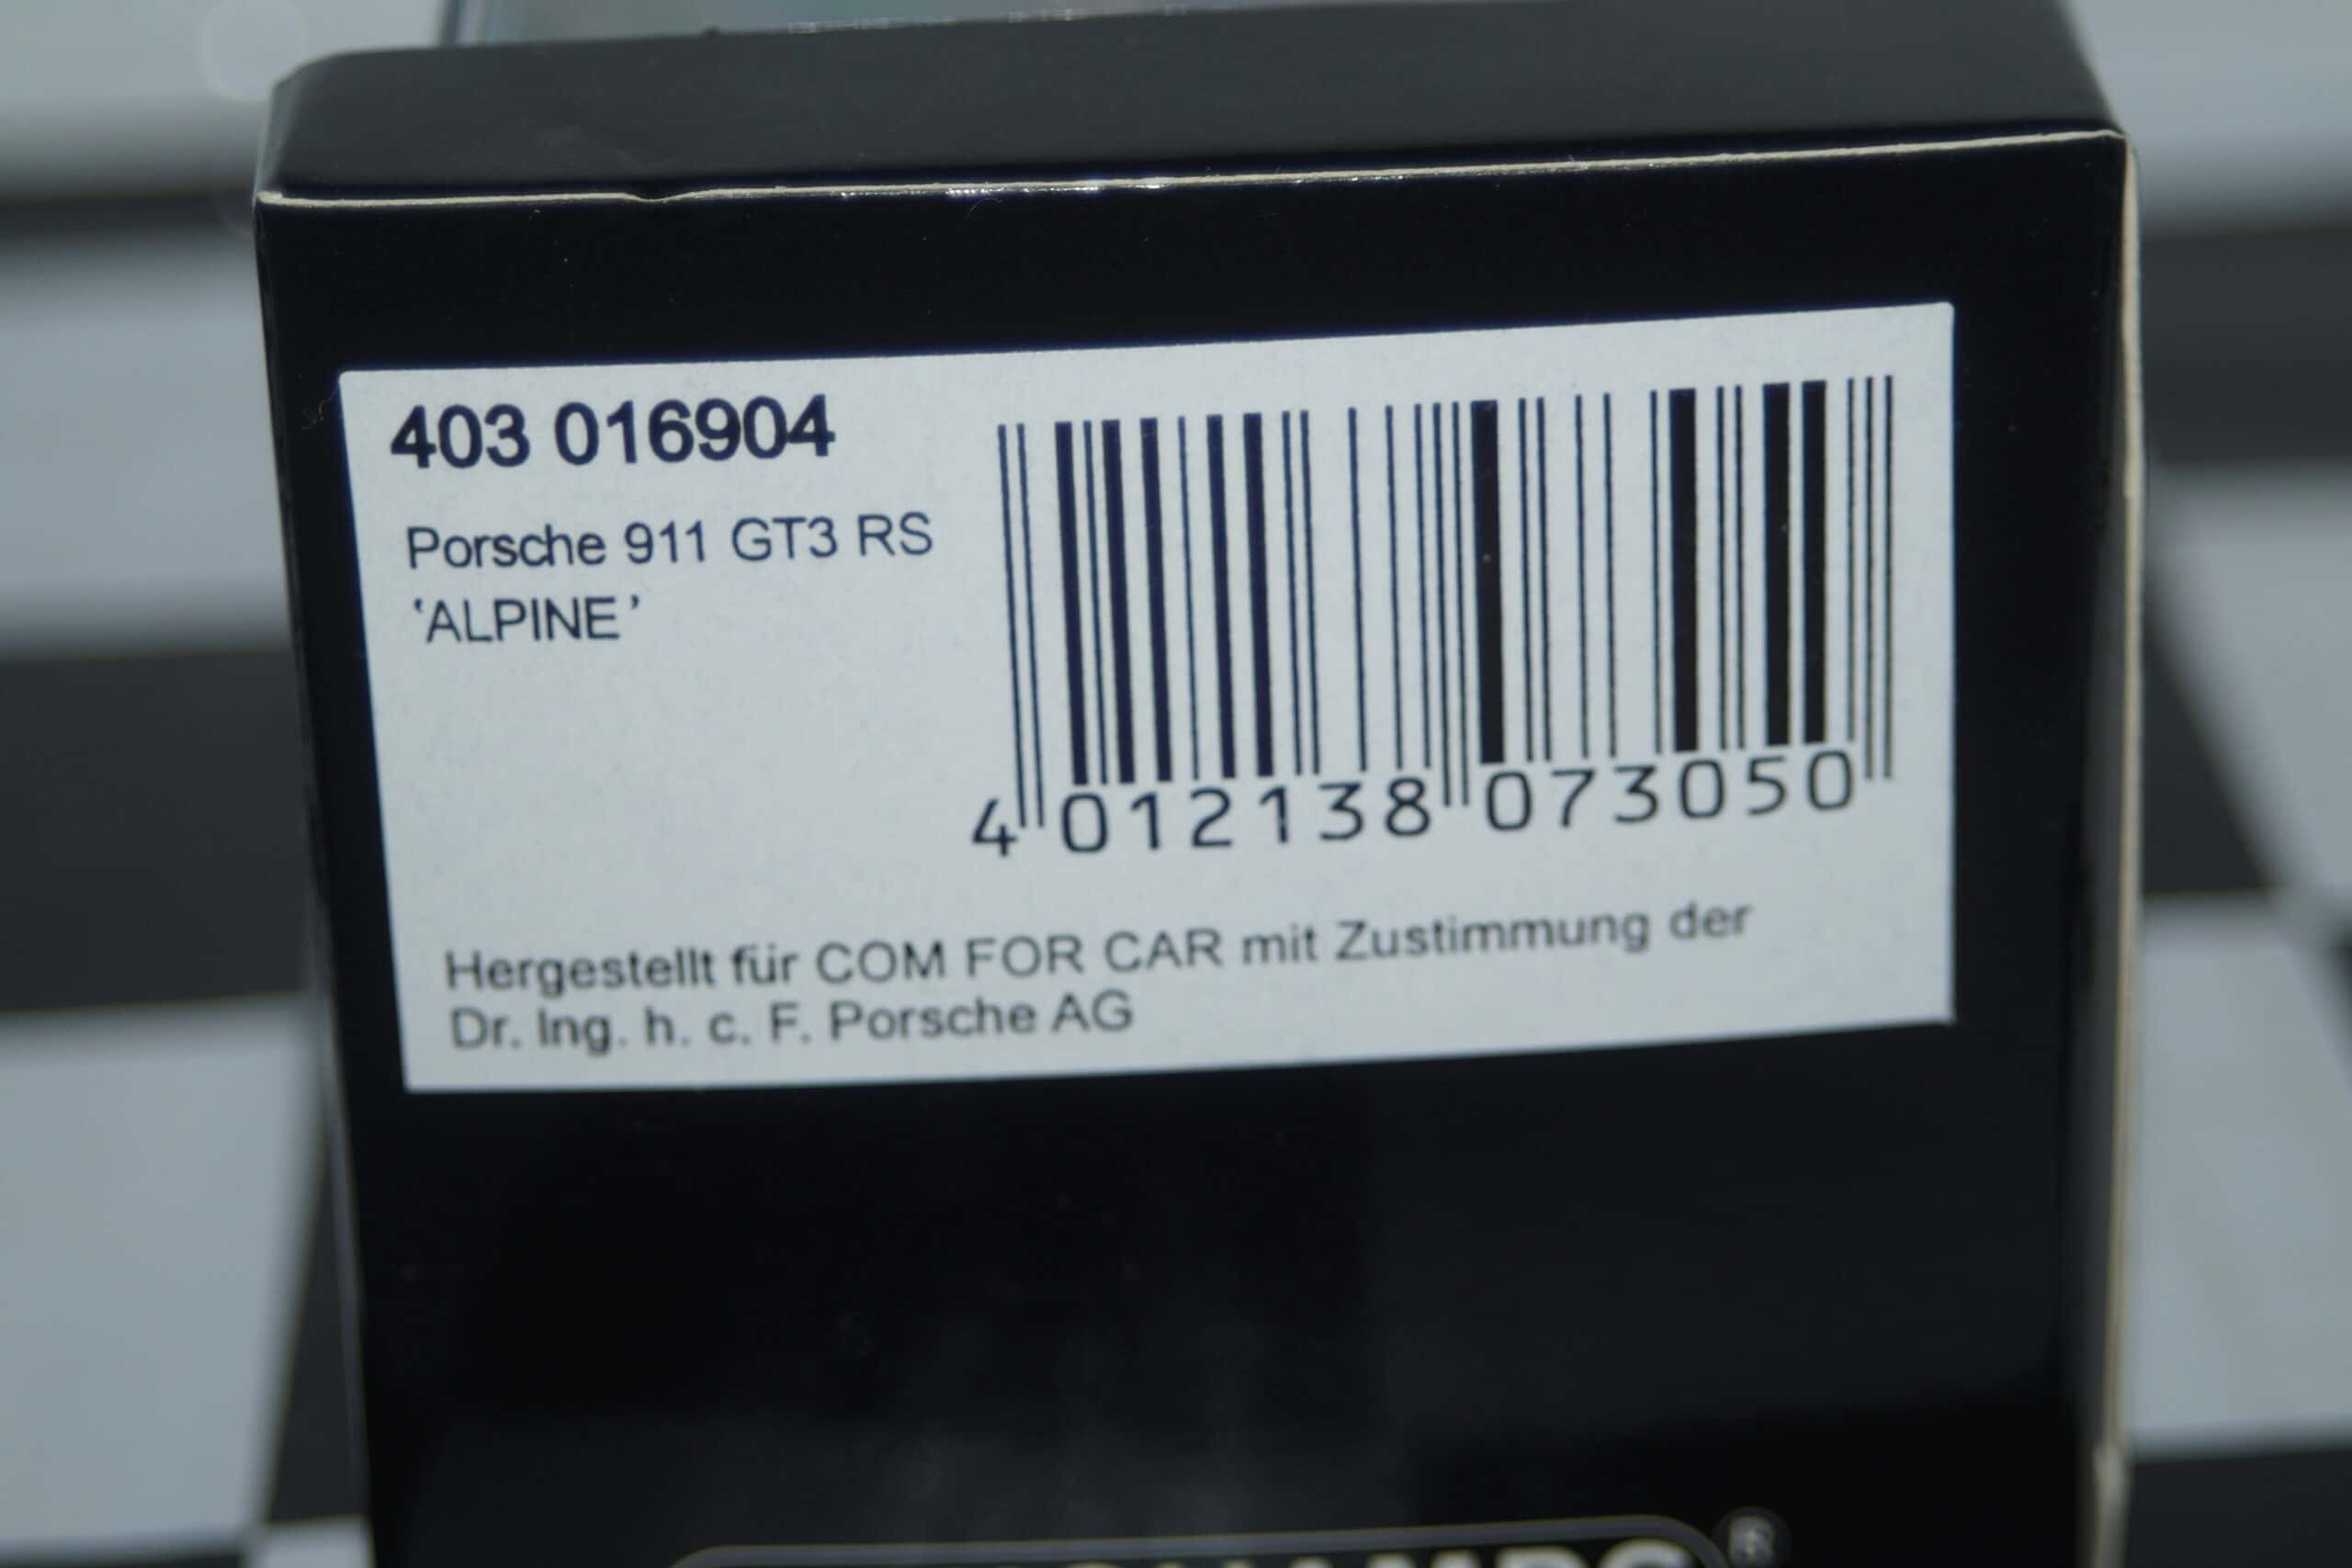 403 016904
Porsche 911 GT3 RS
‘ALPINE’
4 012138 073050
Hergestellt für COM FOR CAR mit Zustimmung der
Dr. Ing. h. c. F. Porsche AG
®